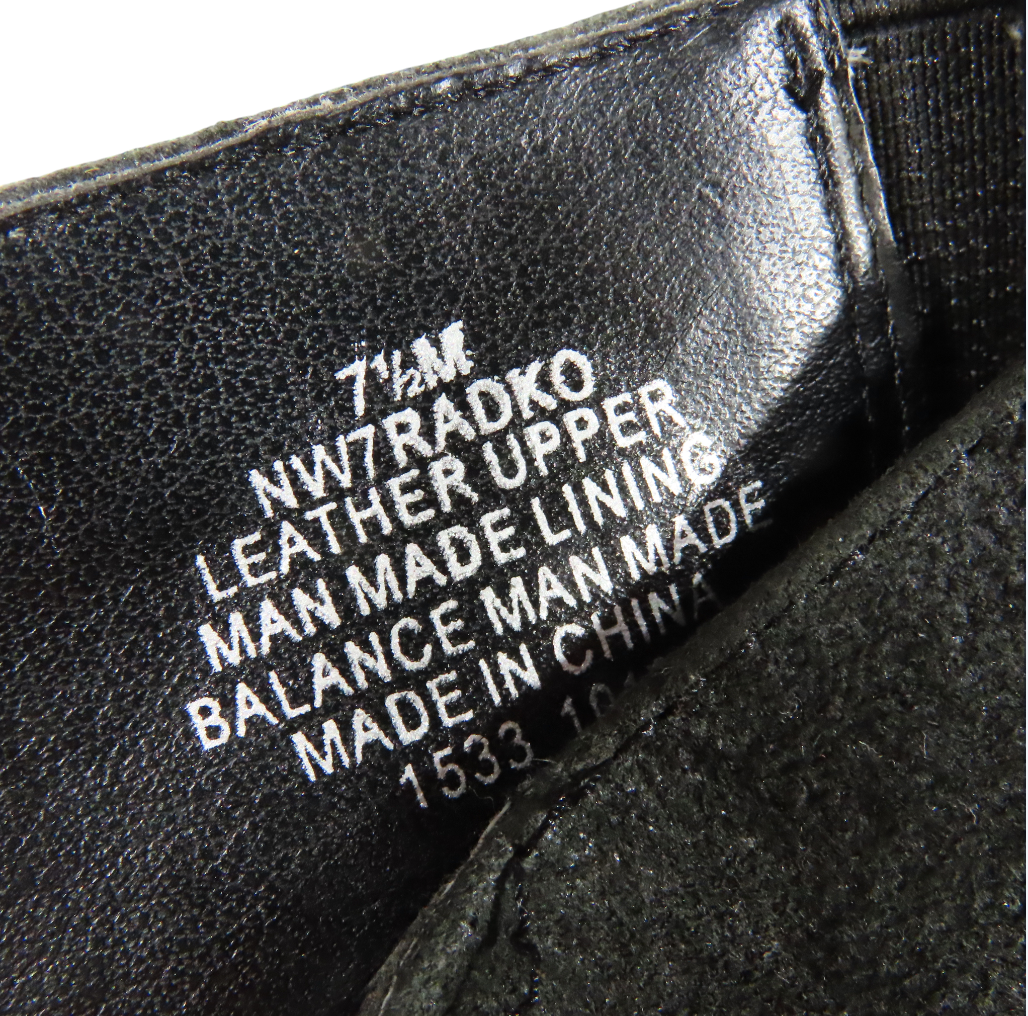 7½M
NW7RADKO
LEATHER UPPER
MAN MADE LINING
BALANCE MAN MADE
MADE IN CHINA
1533